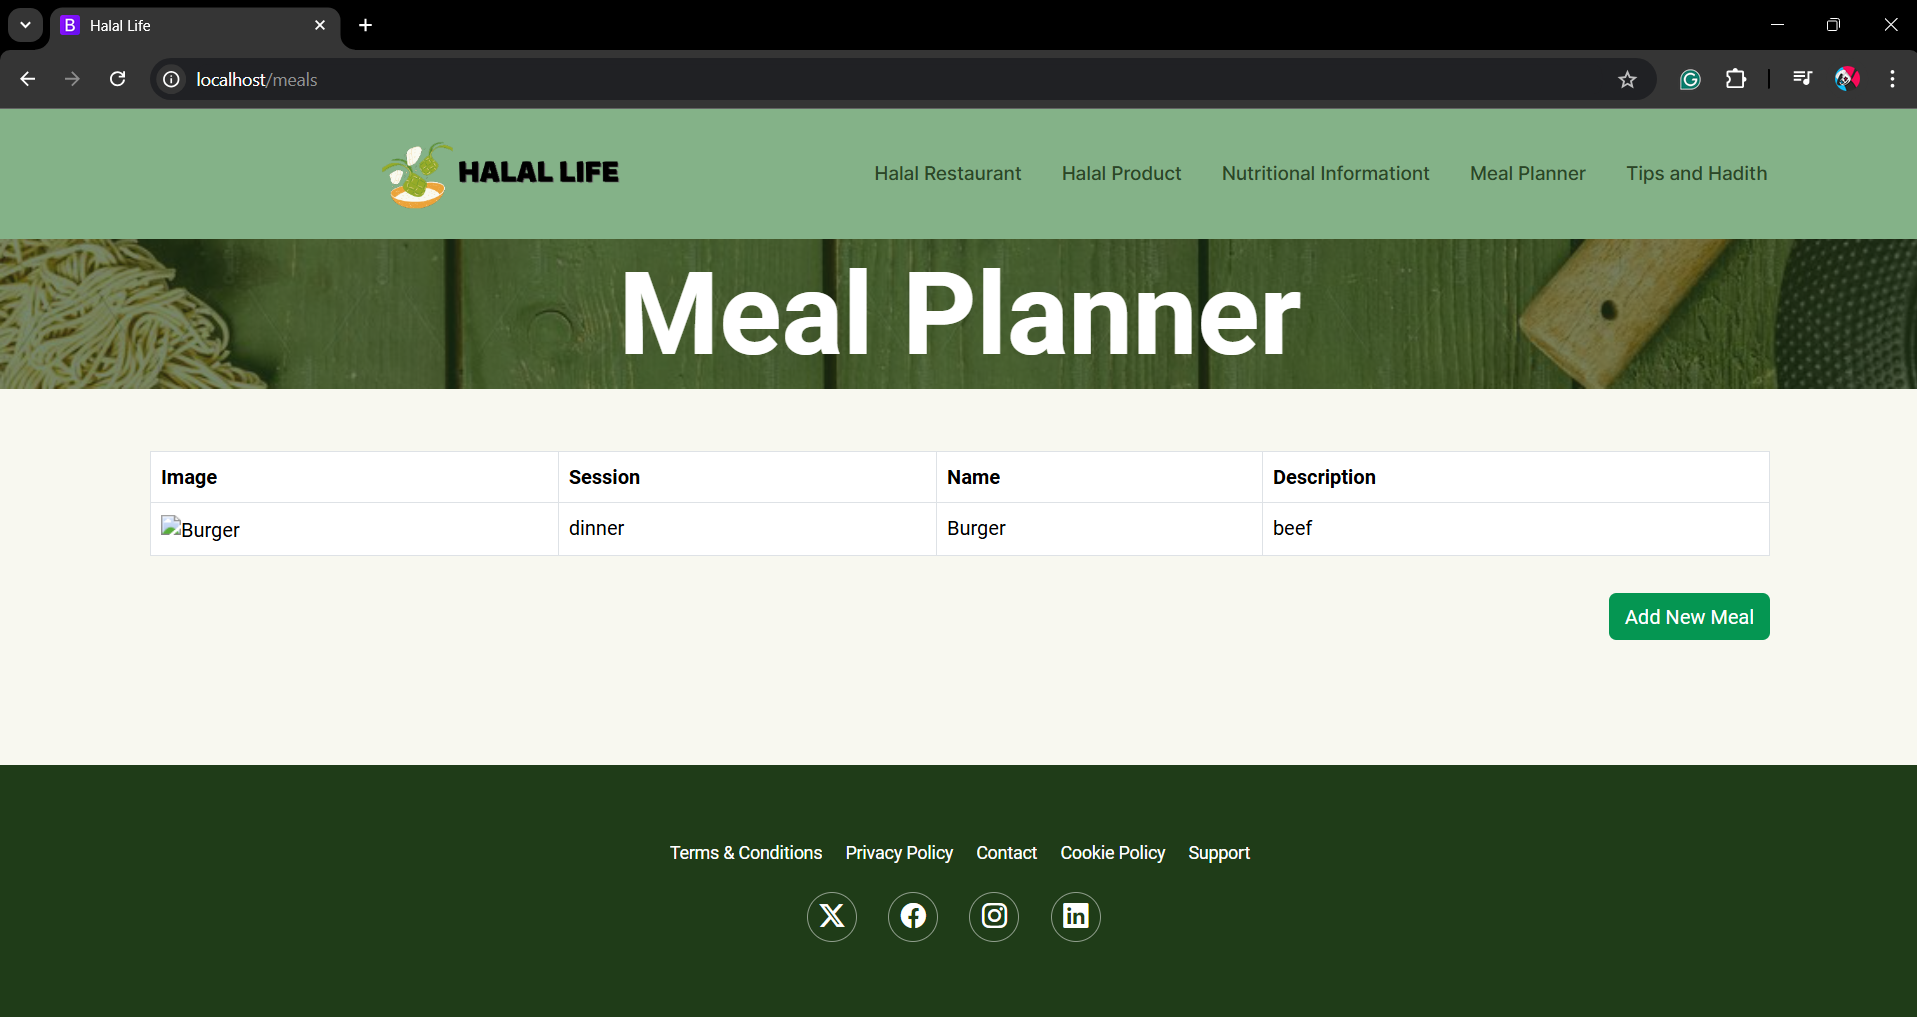 Halal Life
localhost/meals
HALAL LIFE
Halal Restaurant Halal Product Nutritional Informationt Meal Planner Tips and Hadith
Meal Planner
Image Session Name Description
Burger dinner Burger beef
Add New Meal
Terms & Conditions Privacy Policy Contact Cookie Policy Support